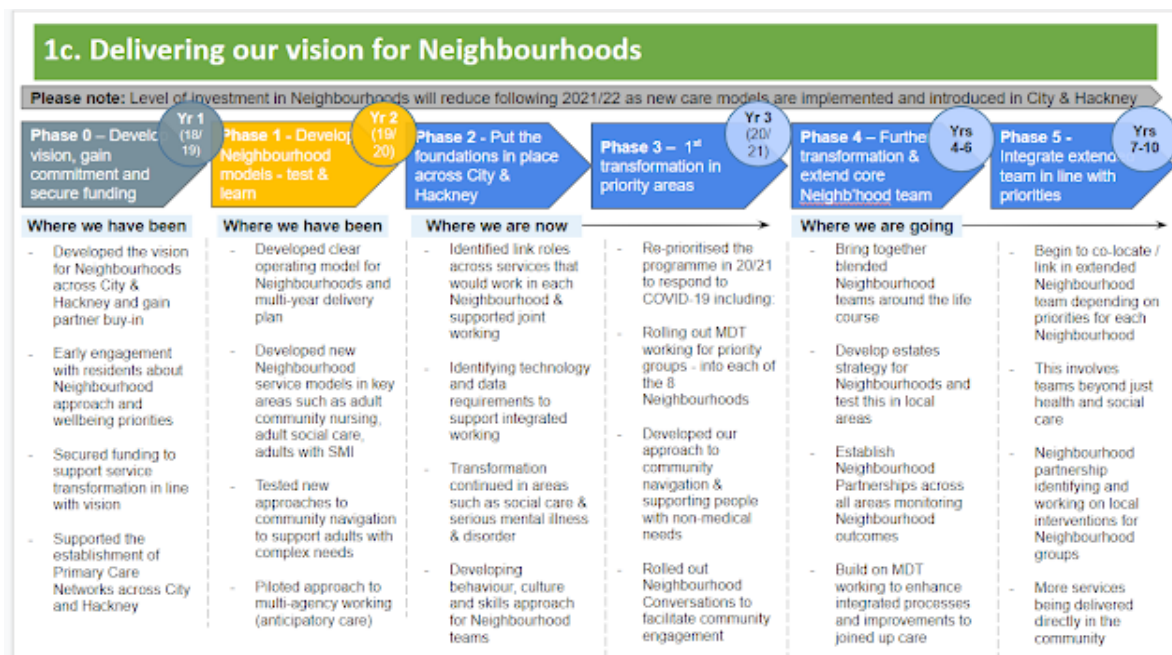 1c. Delivering our vision for Neighbourhoods
Please note: Level of investment in Neighbourhoods will reduce following 2021/22 as new care models are implemented and introduced in City & Hackney
Phase 0 – Develop
vision, gain
commitment and
secure funding
Yr 1
(18/
19)
Phase 1 - Develop
Neighbourhood
models - test &
learn
Yr 2
(19/
20)
Phase 2 - Put the
foundations in place
across City &
Hackney
Phase 3 – 1st
transformation in
priority areas
Yr 3
(20/
21)
Phase 4 – Further
transformation &
extend core
Neighb'hood team
Yrs
4-6
Phase 5 -
Integrate extend
team in line with
priorities
Yrs
7-10
Where we have been
- Developed the vision
for Neighbourhoods
across City &
Hackney and gain
partner buy-in
- Early engagement
with residents about
Neighbourhood
approach and
wellbeing priorities
- Secured funding to
support service
transformation in line
with vision
- Supported the
establishment of
Primary Care
Networks across City
and Hackney
Where we have been
- Developed clear
operating model for
Neighbourhoods and
multi-year delivery
plan
- Developed new
Neighbourhood
service models in key
areas such as adult
community nursing,
adult social care,
adults with SMI
- Tested new
approaches to
community navigation
to support adults with
complex needs
- Piloted approach to
multi-agency working
(anticipatory care)
Where we are now
- Identified link roles
across services that
would work in each
Neighbourhood &
supported joint
working
- Identifying technology
and data
requirements to
support integrated
working
- Transformation
continued in areas
such as social care &
serious mental illness
& disorder
- Developing
behaviour, culture
and skills approach
for Neighbourhood
teams
- Re-prioritised the
programme in 20/21
to respond to
COVID-19 including:
- Rolling out MDT
working for priority
groups - into each of
the 8
Neighbourhoods
- Developed our
approach to
community
navigation &
supporting people
with non-medical
needs
- Rolled out
Neighbourhood
Conversations to
facilitate community
engagement
Where we are going
- Bring together
blended
Neighbourhood
teams around the life
course
- Develop estates
strategy for
Neighbourhoods and
test this in local
areas
- Establish
Neighbourhood
Partnerships across
all areas monitoring
Neighbourhood
outcomes
- Build on MDT
working to enhance
integrated processes
and improvements to
joined up care
- Begin to co-locate /
link in extended
Neighbourhood
team depending on
priorities for each
Neighbourhood
- This involves
teams beyond just
health and social
care
- Neighbourhood
partnership
identifying and
working on local
interventions for
Neighbourhood
groups
- More services
being delivered
directly in the
community